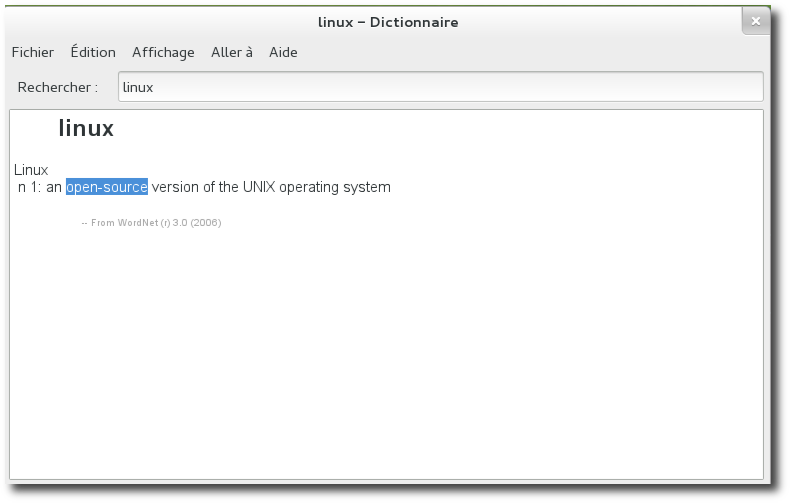 linux – Dictionnaire
Fichier Édition Affichage Aller à Aide
Rechercher : linux
linux
Linux
n 1: an open-source version of the UNIX operating system
-- From WordNet (r) 3.0 (2006)